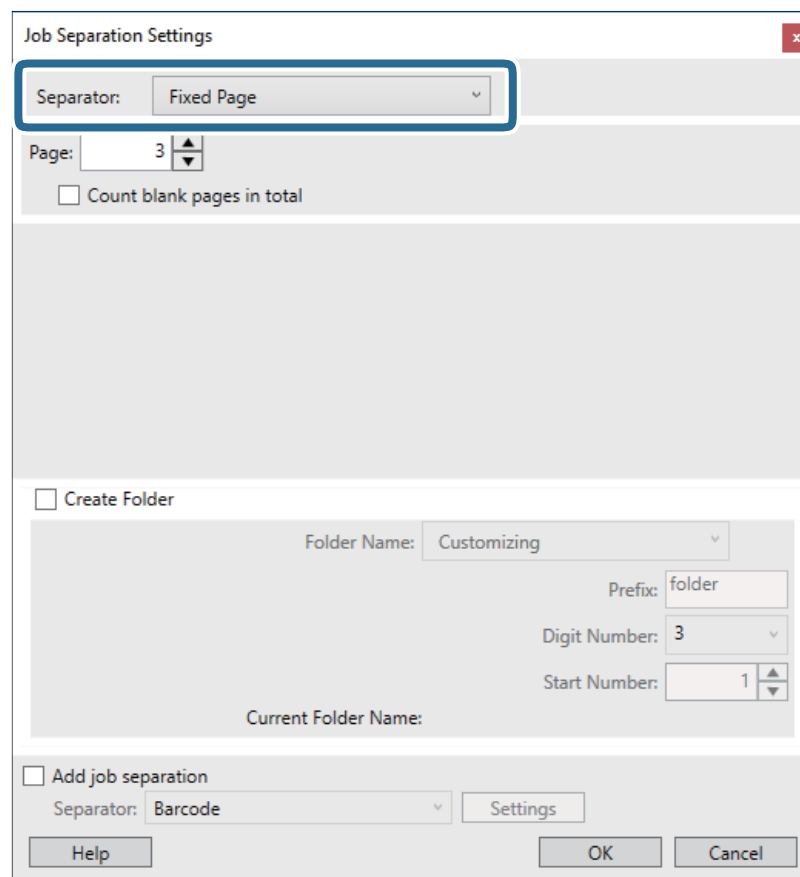 Job Separation Settings
x
Separator: Fixed Page
Page: 3
Count blank pages in total
Create Folder
Folder Name: Customizing
Prefix: folder
Digit Number: 3
Start Number: 1
Current Folder Name:
Add job separation
Separator: Barcode Settings
Help OK Cancel